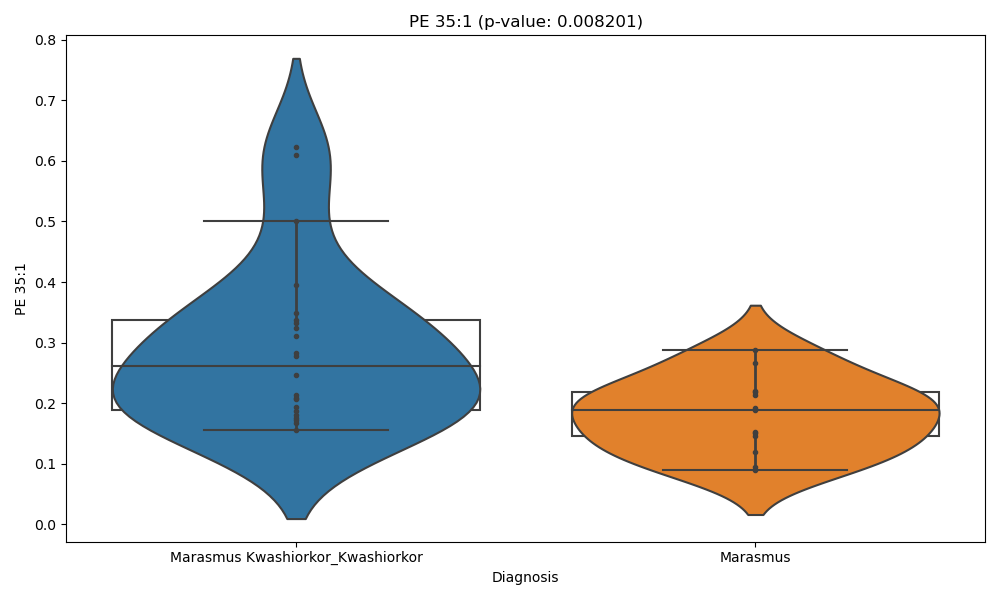 PE 35:1 (p-value: 0.008201)
0.8
0.7
0.6
0.5
0.4
0.3
0.2
0.1
0.0
PE 35:1
Marasmus Kwashiorkor_Kwashiorkor
Marasmus
Diagnosis